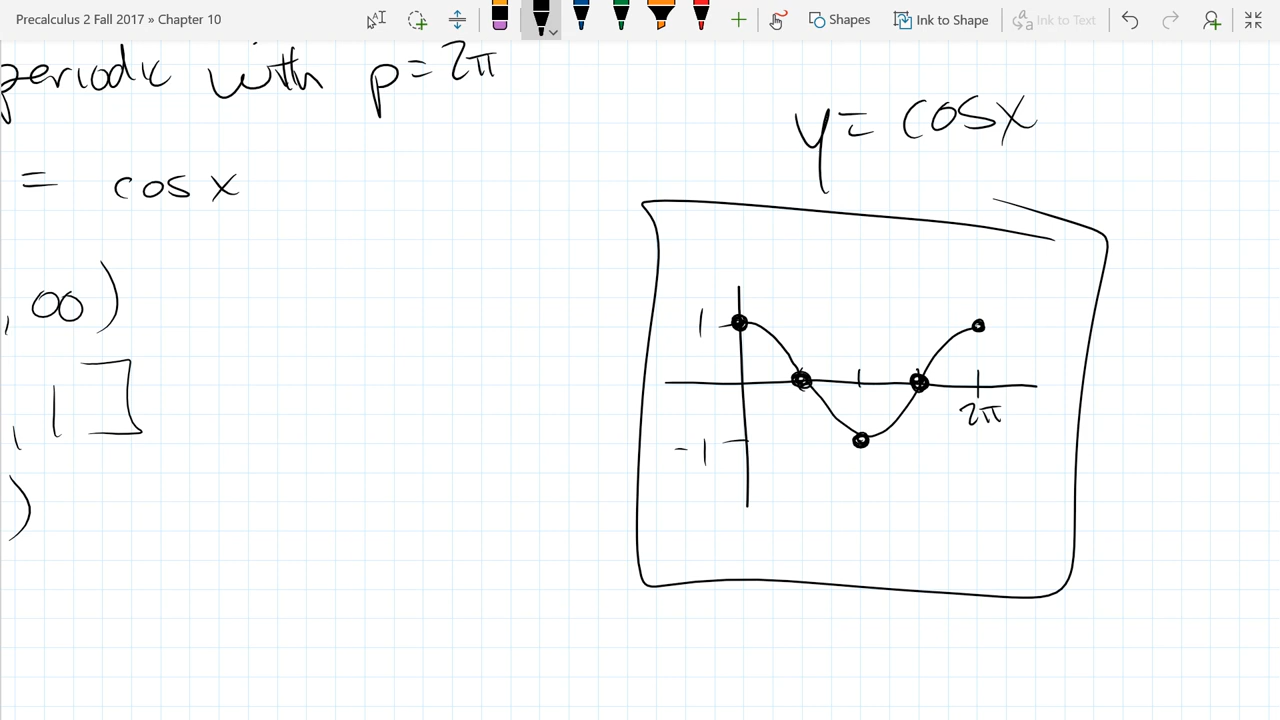 Precalculus 2 Fall 2017 » Chapter 10
Shapes
Ink to Shape
Ink to Text
periodic with p = 2π
y = cos x
= cos x
, ∞)
, 1]
)
1
-1
2π